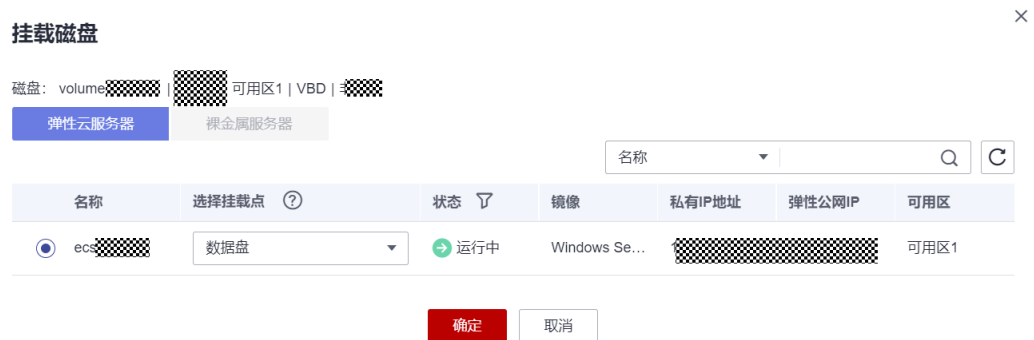 挂载磁盘
磁盘： volume | 可用区1 | VBD |
弹性云服务器 裸金属服务器
名称
名称 选择挂载点 ? 状态 镜像 私有IP地址 弹性公网IP 可用区
ecs 数据盘 运行中 Windows Se... 可用区1
确定 取消